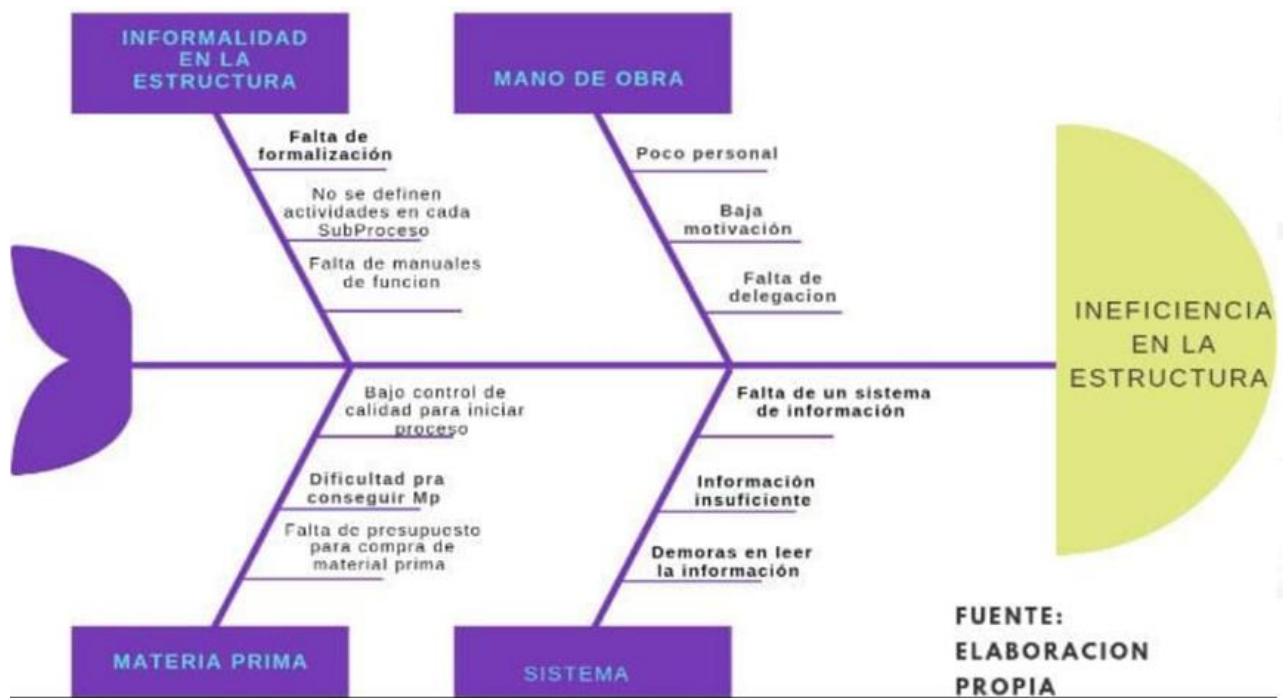 INFORMALIDAD
EN LA
ESTRUCTURA
MANO DE OBRA
Falta de
formalización
No se definen
actividades en cada
SubProceso
Falta de manuales
de funcion
Poco personal
Baja
motivación
Falta de
delegacion
INEFICIENCIA
EN LA
ESTRUCTURA
Bajo control de
calidad para iniciar
proceso
Dificultad pra
conseguir Mp
Falta de presupuesto
para compra de
material prima
Falta de un sistema
de información
Información
insuficiente
Demoras en leer
la información
MATERIA PRIMA
SISTEMA
FUENTE:
ELABORACION
PROPIA